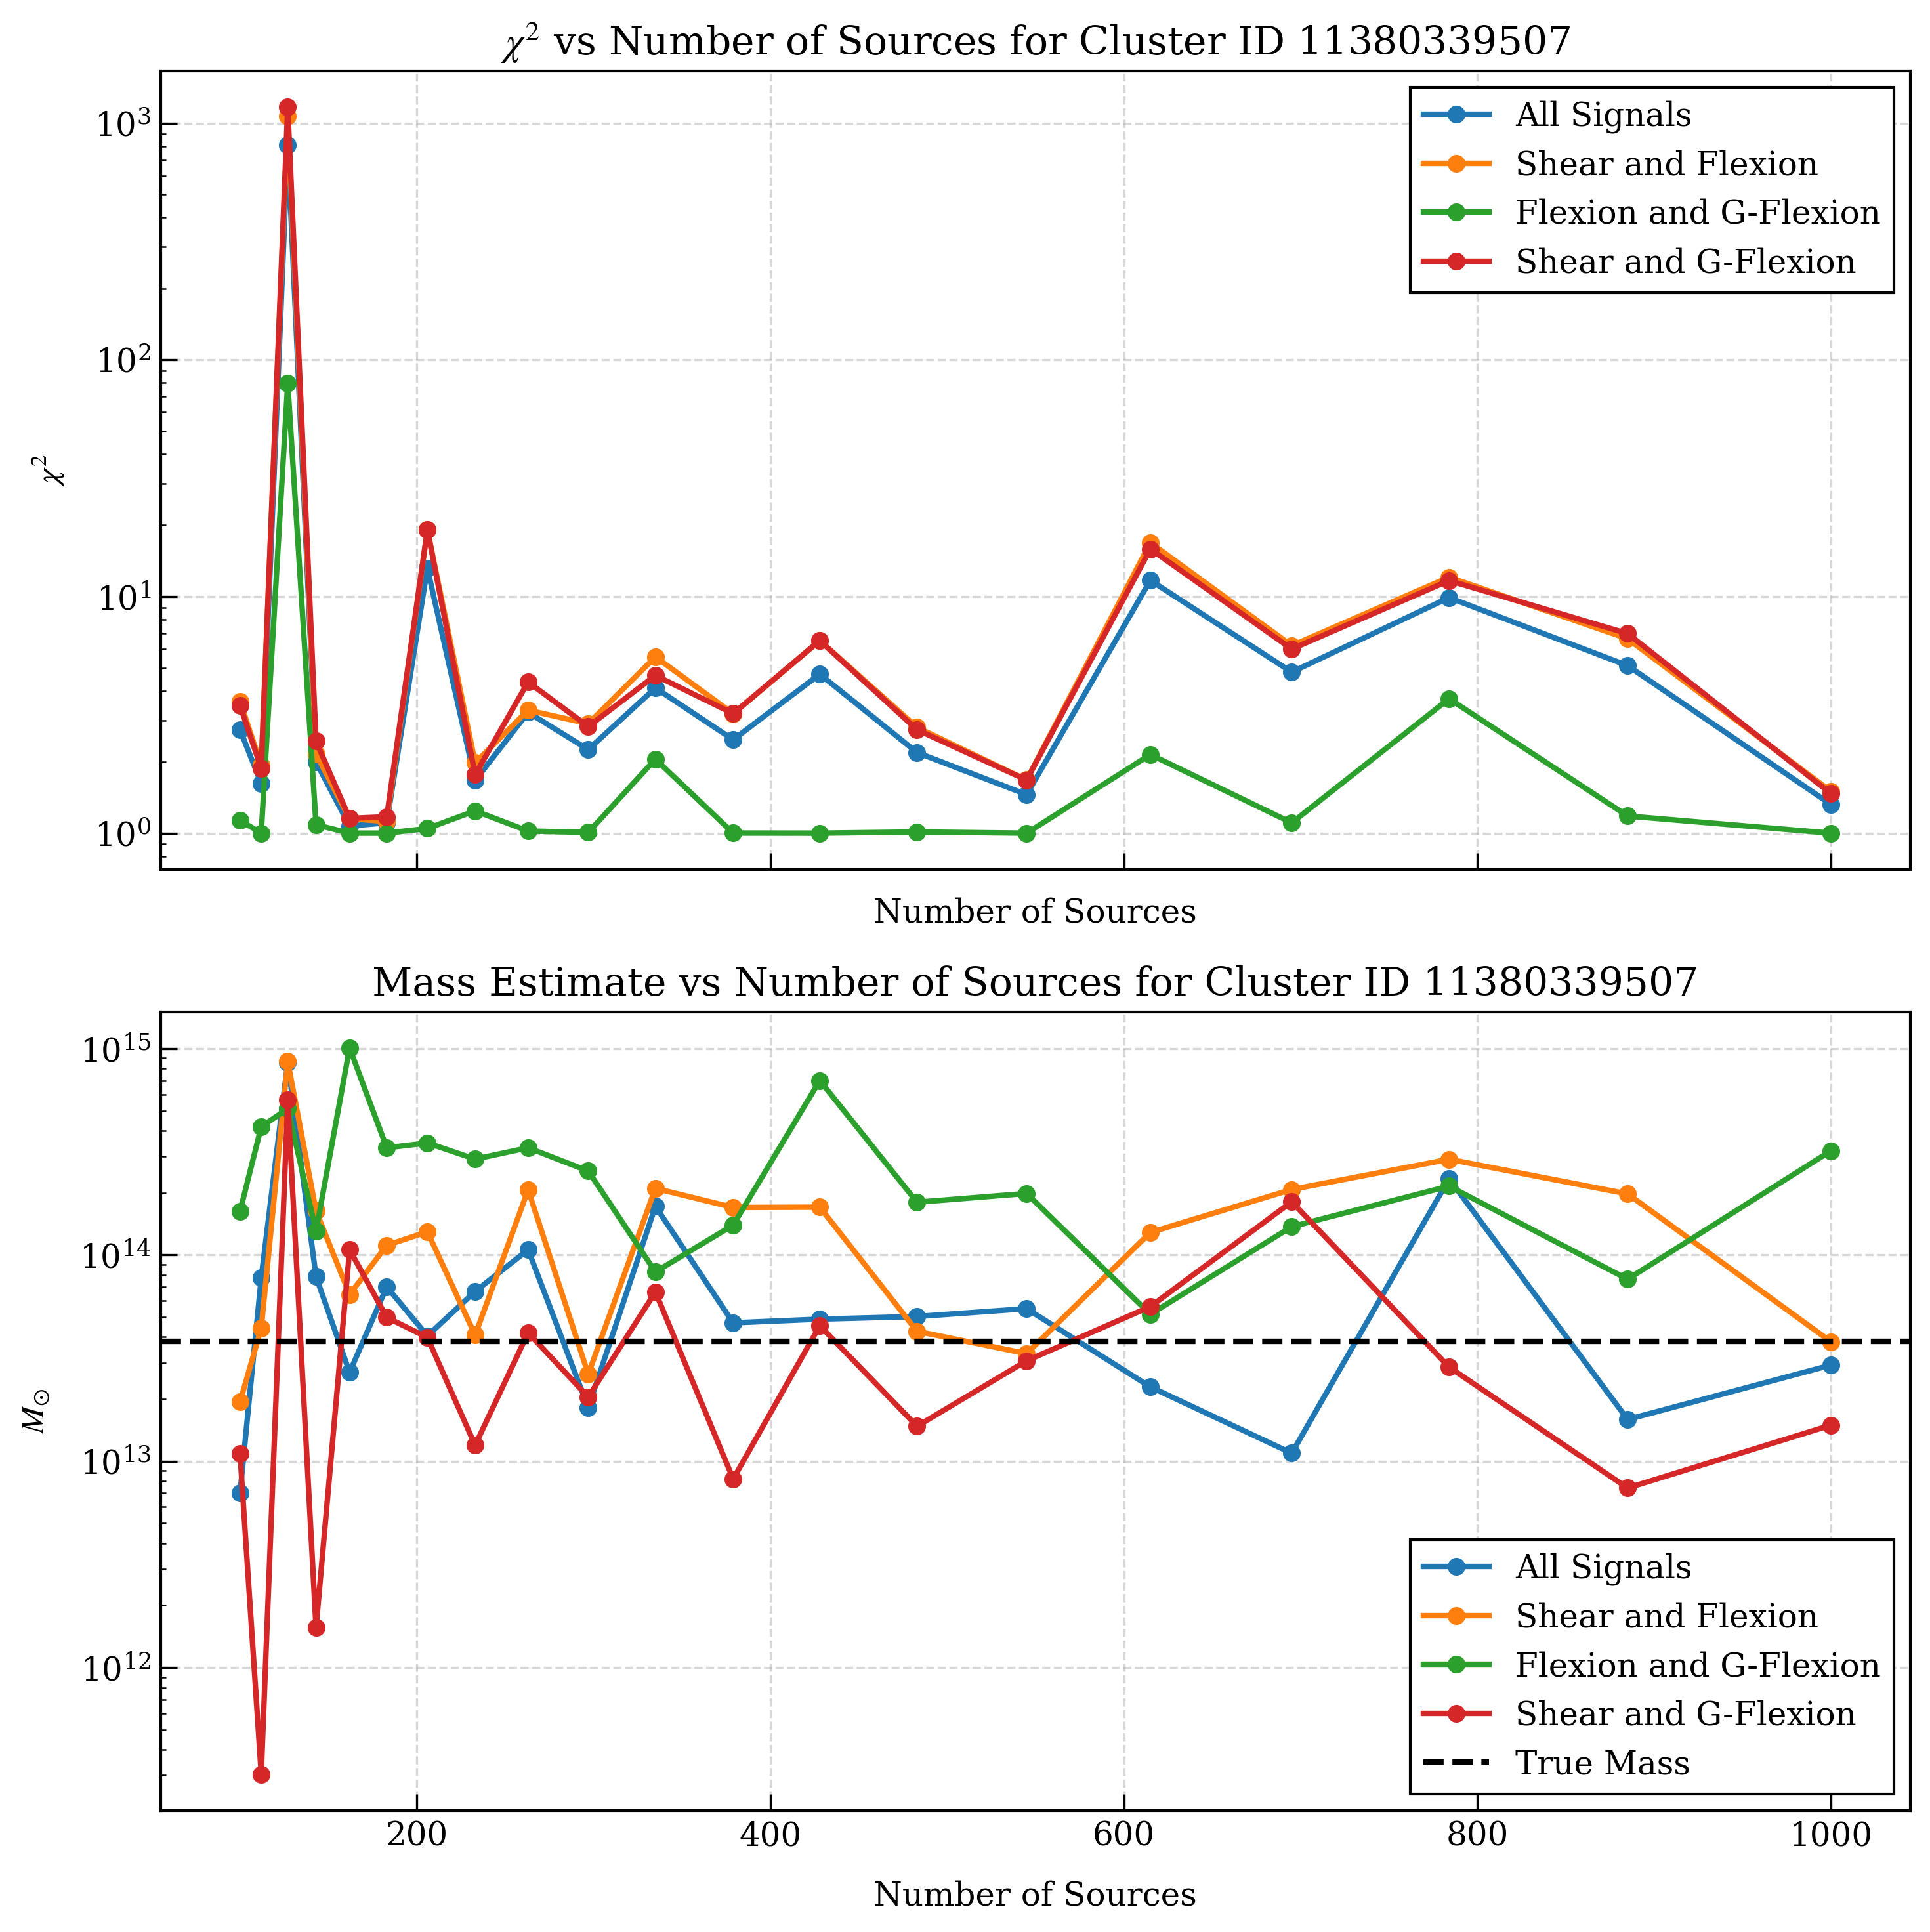 χ² vs Number of Sources for Cluster ID 11380339507
10³
10²
10¹
10⁰
χ²
All Signals
Shear and Flexion
Flexion and G-Flexion
Shear and G-Flexion
Number of Sources
Mass Estimate vs Number of Sources for Cluster ID 11380339507
10¹⁵
10¹⁴
10¹³
10¹²
M⊙
All Signals
Shear and Flexion
Flexion and G-Flexion
Shear and G-Flexion
True Mass
200 400 600 800 1000
Number of Sources